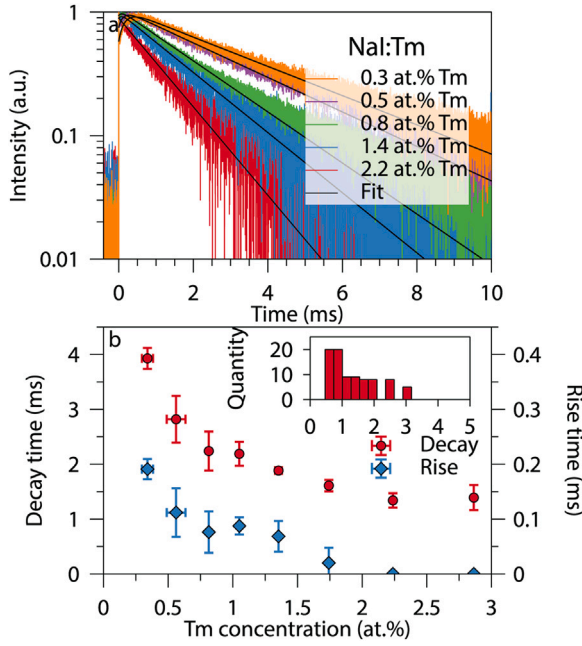 a
NaI:Tm
0.3 at.% Tm
0.5 at.% Tm
0.8 at.% Tm
1.4 at.% Tm
2.2 at.% Tm
Fit
1
0.1
0.01
Intensity (a.u.)
0 2 4 6 8 10
Time (ms)
b
4
3
2
1
0
Decay time (ms)
20
10
0
Quantity
0 1 2 3 4 5
Decay
Rise
0.4
0.3
0.2
0.1
0
Rise time (ms)
0 0.5 1 1.5 2 2.5 3
Tm concentration (at.%)